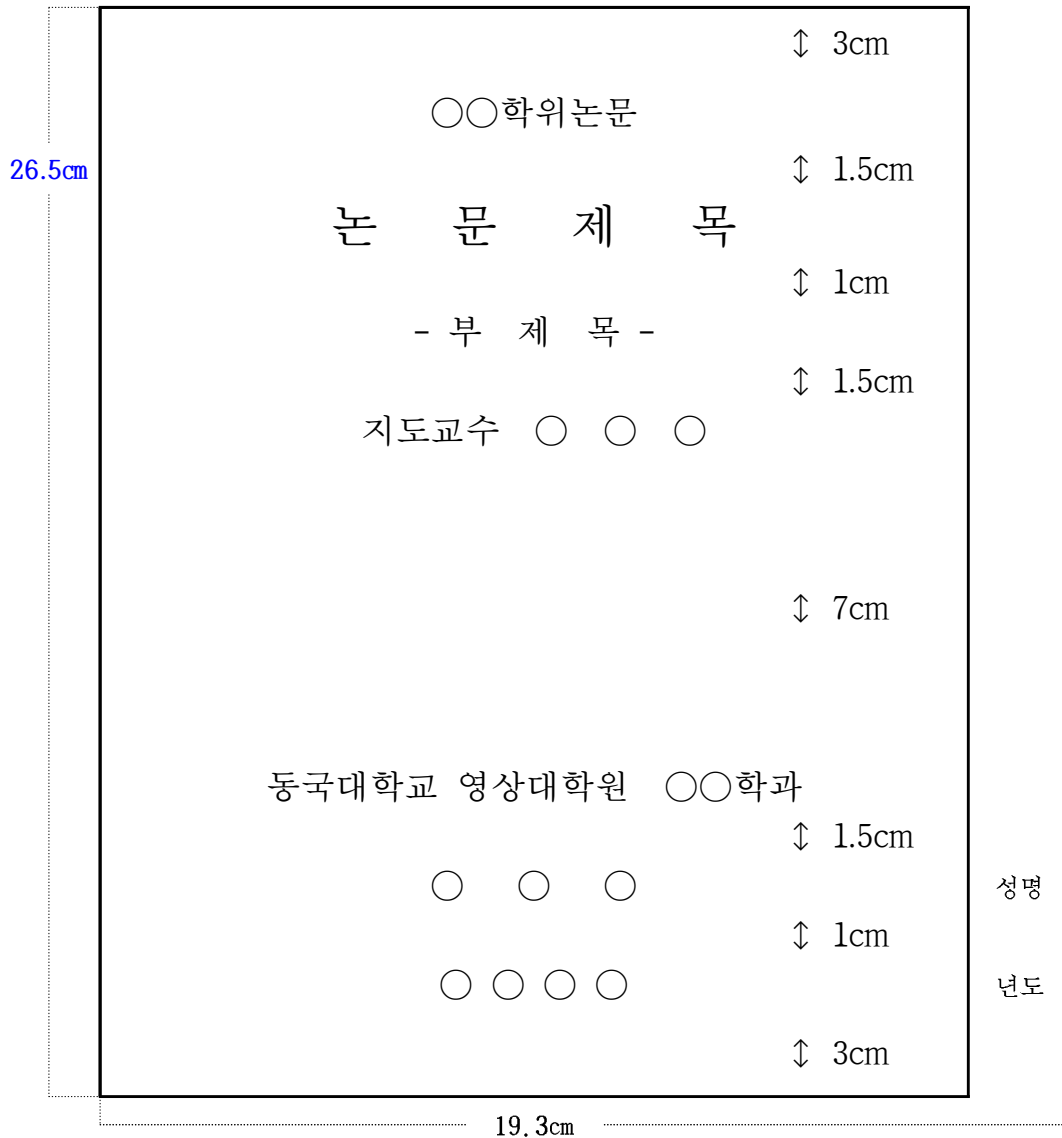 ↕ 3cm
○○학위논문
26.5cm
↕ 1.5cm
논 문 제 목
↕ 1cm
- 부 제 목 -
↕ 1.5cm
지도교수 ○ ○ ○
↕ 7cm
동국대학교 영상대학원 ○○학과
↕ 1.5cm
○ ○ ○ 성명
↕ 1cm
○ ○ ○ ○ 년도
↕ 3cm
19.3cm